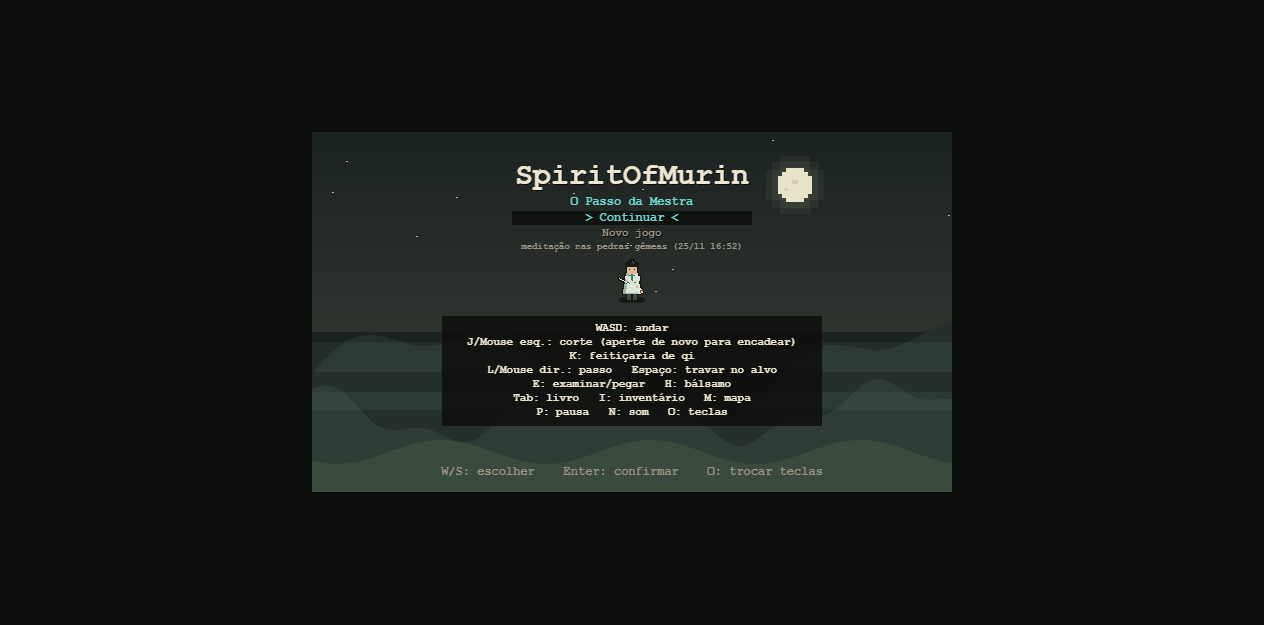 SpiritOfMurin
O Passo da Mestra
> Continuar <
Novo jogo
meditação nas pedras gêmeas (25/11 16:52)
WASD: andar
J/Mouse esq.: corte (aperte de novo para encadear)
K: feitiçaria de qi
L/Mouse dir.: passo   Espaço: travar no alvo
E: examinar/pegar   H: bálsamo
Tab: livro   I: inventário   M: mapa
P: pausa   N: som   O: teclas
W/S: escolher   Enter: confirmar   O: trocar teclas